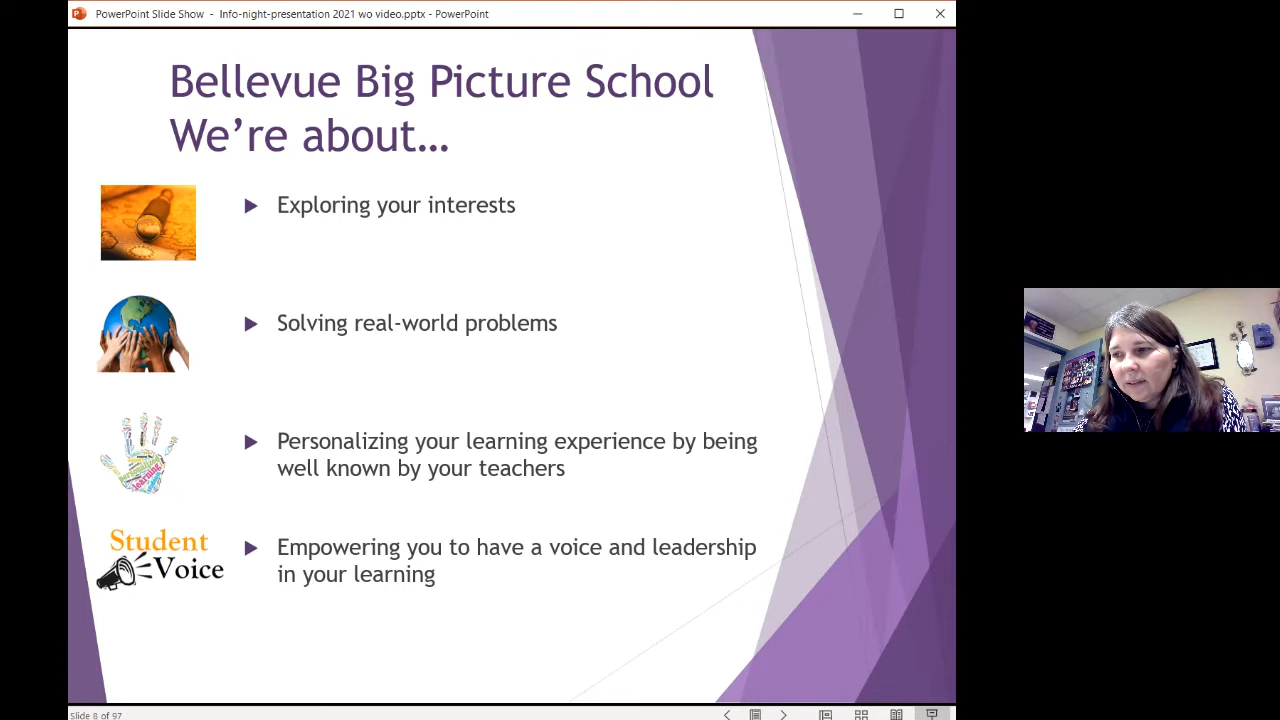 PowerPoint Slide Show - Info-night-presentation 2021 wo video.pptx - PowerPoint
Bellevue Big Picture School
We're about…
Exploring your interests
Solving real-world problems
Personalizing your learning experience by being
well known by your teachers
Student
Voice
Empowering you to have a voice and leadership
in your learning
Slide 8 of 97